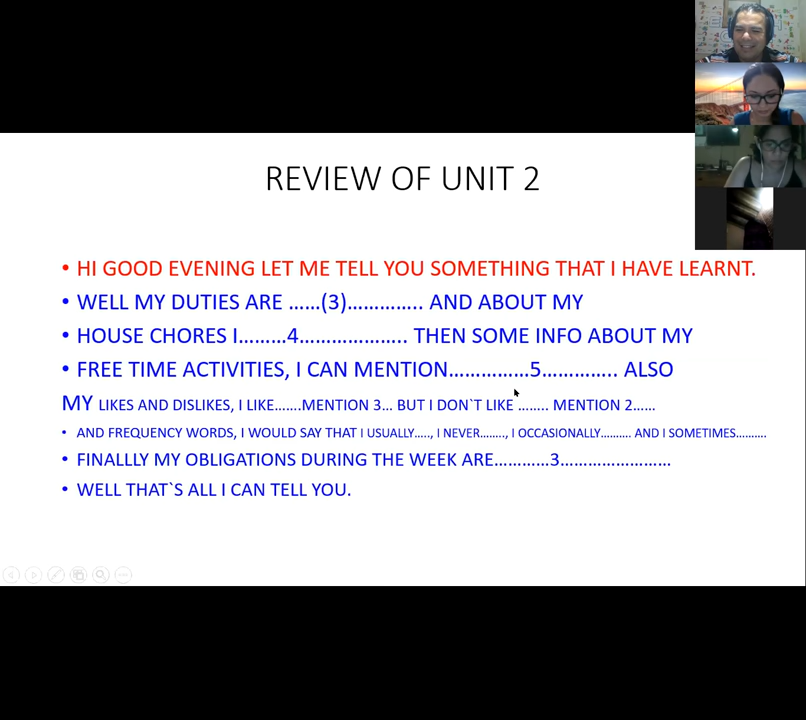 REVIEW OF UNIT 2
• HI GOOD EVENING LET ME TELL YOU SOMETHING THAT I HAVE LEARNT.
• WELL MY DUTIES ARE ……(3)………….. AND ABOUT MY
• HOUSE CHORES I………4……………….. THEN SOME INFO ABOUT MY
• FREE TIME ACTIVITIES, I CAN MENTION……………5………….. ALSO
MY LIKES AND DISLIKES, I LIKE…….MENTION 3… BUT I DON`T LIKE …….. MENTION 2……
• AND FREQUENCY WORDS, I WOULD SAY THAT I USUALLY….., I NEVER…….., I OCCASIONALLY………. AND I SOMETIMES……….
• FINALLLY MY OBLIGATIONS DURING THE WEEK ARE…………3……………………
• WELL THAT`S ALL I CAN TELL YOU.